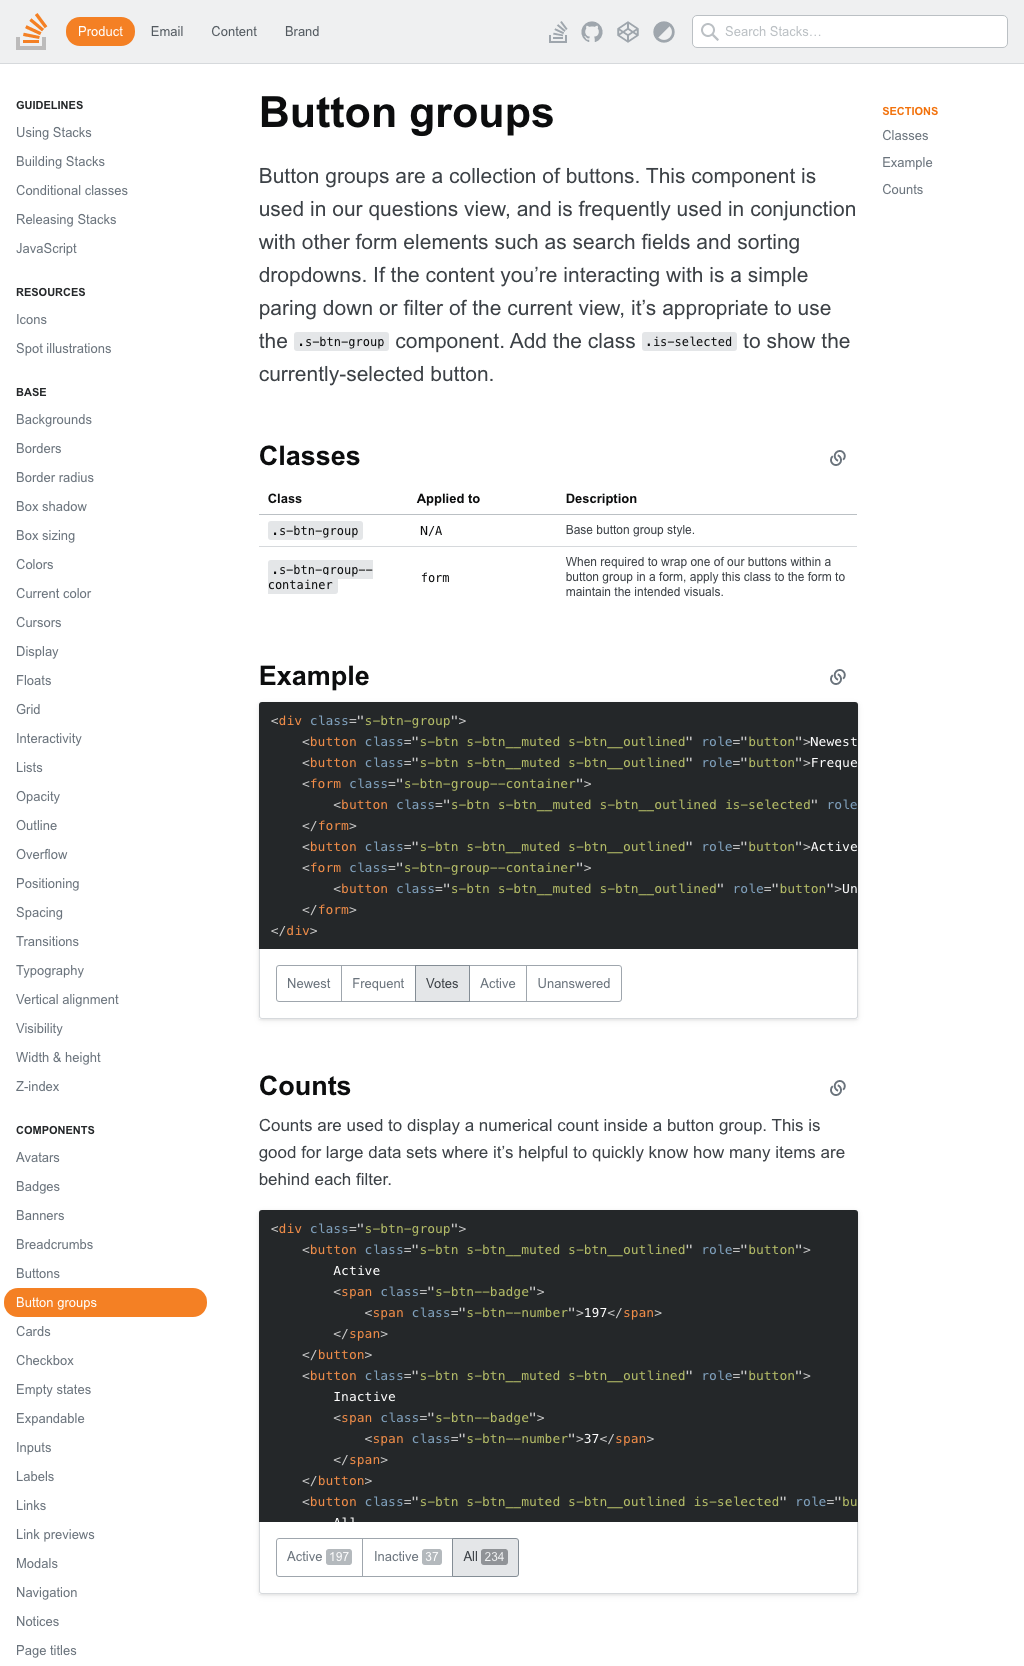 Product Email Content Brand Search Stacks...
GUIDELINES
Using Stacks
Building Stacks
Conditional classes
Releasing Stacks
JavaScript
RESOURCES
Icons
Spot illustrations
BASE
Backgrounds
Borders
Border radius
Box shadow
Box sizing
Colors
Current color
Cursors
Display
Floats
Grid
Interactivity
Lists
Opacity
Outline
Overflow
Positioning
Spacing
Transitions
Typography
Vertical alignment
Visibility
Width & height
Z-index
COMPONENTS
Avatars
Badges
Banners
Breadcrumbs
Buttons
Button groups
Cards
Checkbox
Empty states
Expandable
Inputs
Labels
Links
Link previews
Modals
Navigation
Notices
Page titles
Button groups
Button groups are a collection of buttons. This component is
used in our questions view, and is frequently used in conjunction
with other form elements such as search fields and sorting
dropdowns. If the content you’re interacting with is a simple
paring down or filter of the current view, it’s appropriate to use
the .s-btn-group component. Add the class .is-selected to show the
currently-selected button.
Classes
Class Applied to Description
.s-btn-group N/A Base button group style.
.s-btn-group--
container
form
When required to wrap one of our buttons within a
button group in a form, apply this class to the form to
maintain the intended visuals.
Example
<div class="s-btn-group">
<button class="s-btn s-btn__muted s-btn__outlined" role="button">Newest
<button class="s-btn s-btn__muted s-btn__outlined" role="button">Freque
<form class="s-btn-group--container">
<button class="s-btn s-btn__muted s-btn__outlined is-selected" role
</form>
<button class="s-btn s-btn__muted s-btn__outlined" role="button">Active
<form class="s-btn-group--container">
<button class="s-btn s-btn__muted s-btn__outlined" role="button">Un
</form>
</div>
Newest Frequent Votes Active Unanswered
Counts
Counts are used to display a numerical count inside a button group. This is
good for large data sets where it’s helpful to quickly know how many items are
behind each filter.
<div class="s-btn-group">
<button class="s-btn s-btn__muted s-btn__outlined" role="button">
Active
<span class="s-btn--badge">
<span class="s-btn--number">197</span>
</span>
</button>
<button class="s-btn s-btn__muted s-btn__outlined" role="button">
Inactive
<span class="s-btn--badge">
<span class="s-btn--number">37</span>
</span>
</button>
<button class="s-btn s-btn__muted s-btn__outlined is-selected" role="bu
All
Active 197 Inactive 37 All 234
SECTIONS
Classes
Example
Counts